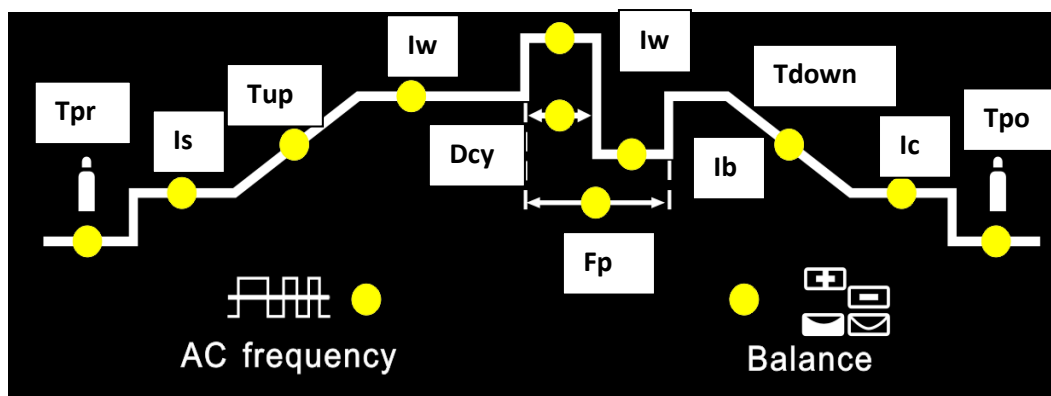 Iw
Iw
Tup
Tdown
Tpr
Tpo
Is
Dcy
Ib
Ic
Fp
AC frequency
Balance